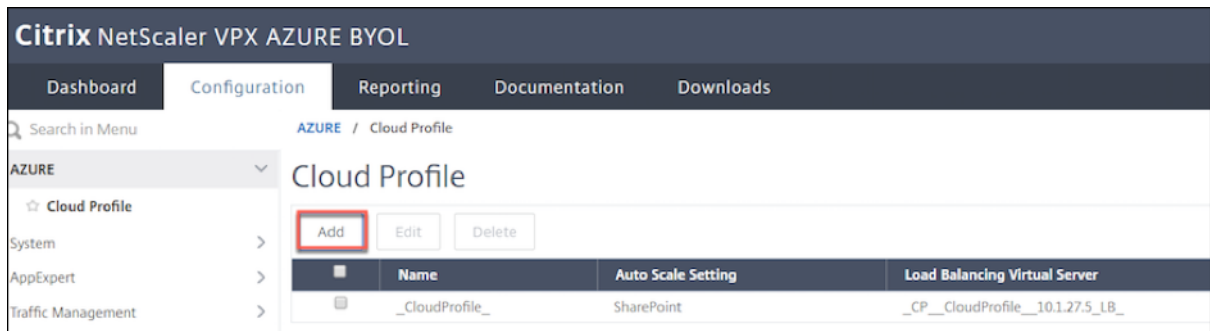 Citrix NetScaler VPX AZURE BYOL
Dashboard Configuration Reporting Documentation Downloads
Search in Menu
AZURE / Cloud Profile
AZURE
Cloud Profile
Cloud Profile
Add Edit Delete
System
AppExpert
Traffic Management
Name Auto Scale Setting Load Balancing Virtual Server
_CloudProfile_ SharePoint _CP__CloudProfile__10.1.27.5_LB_